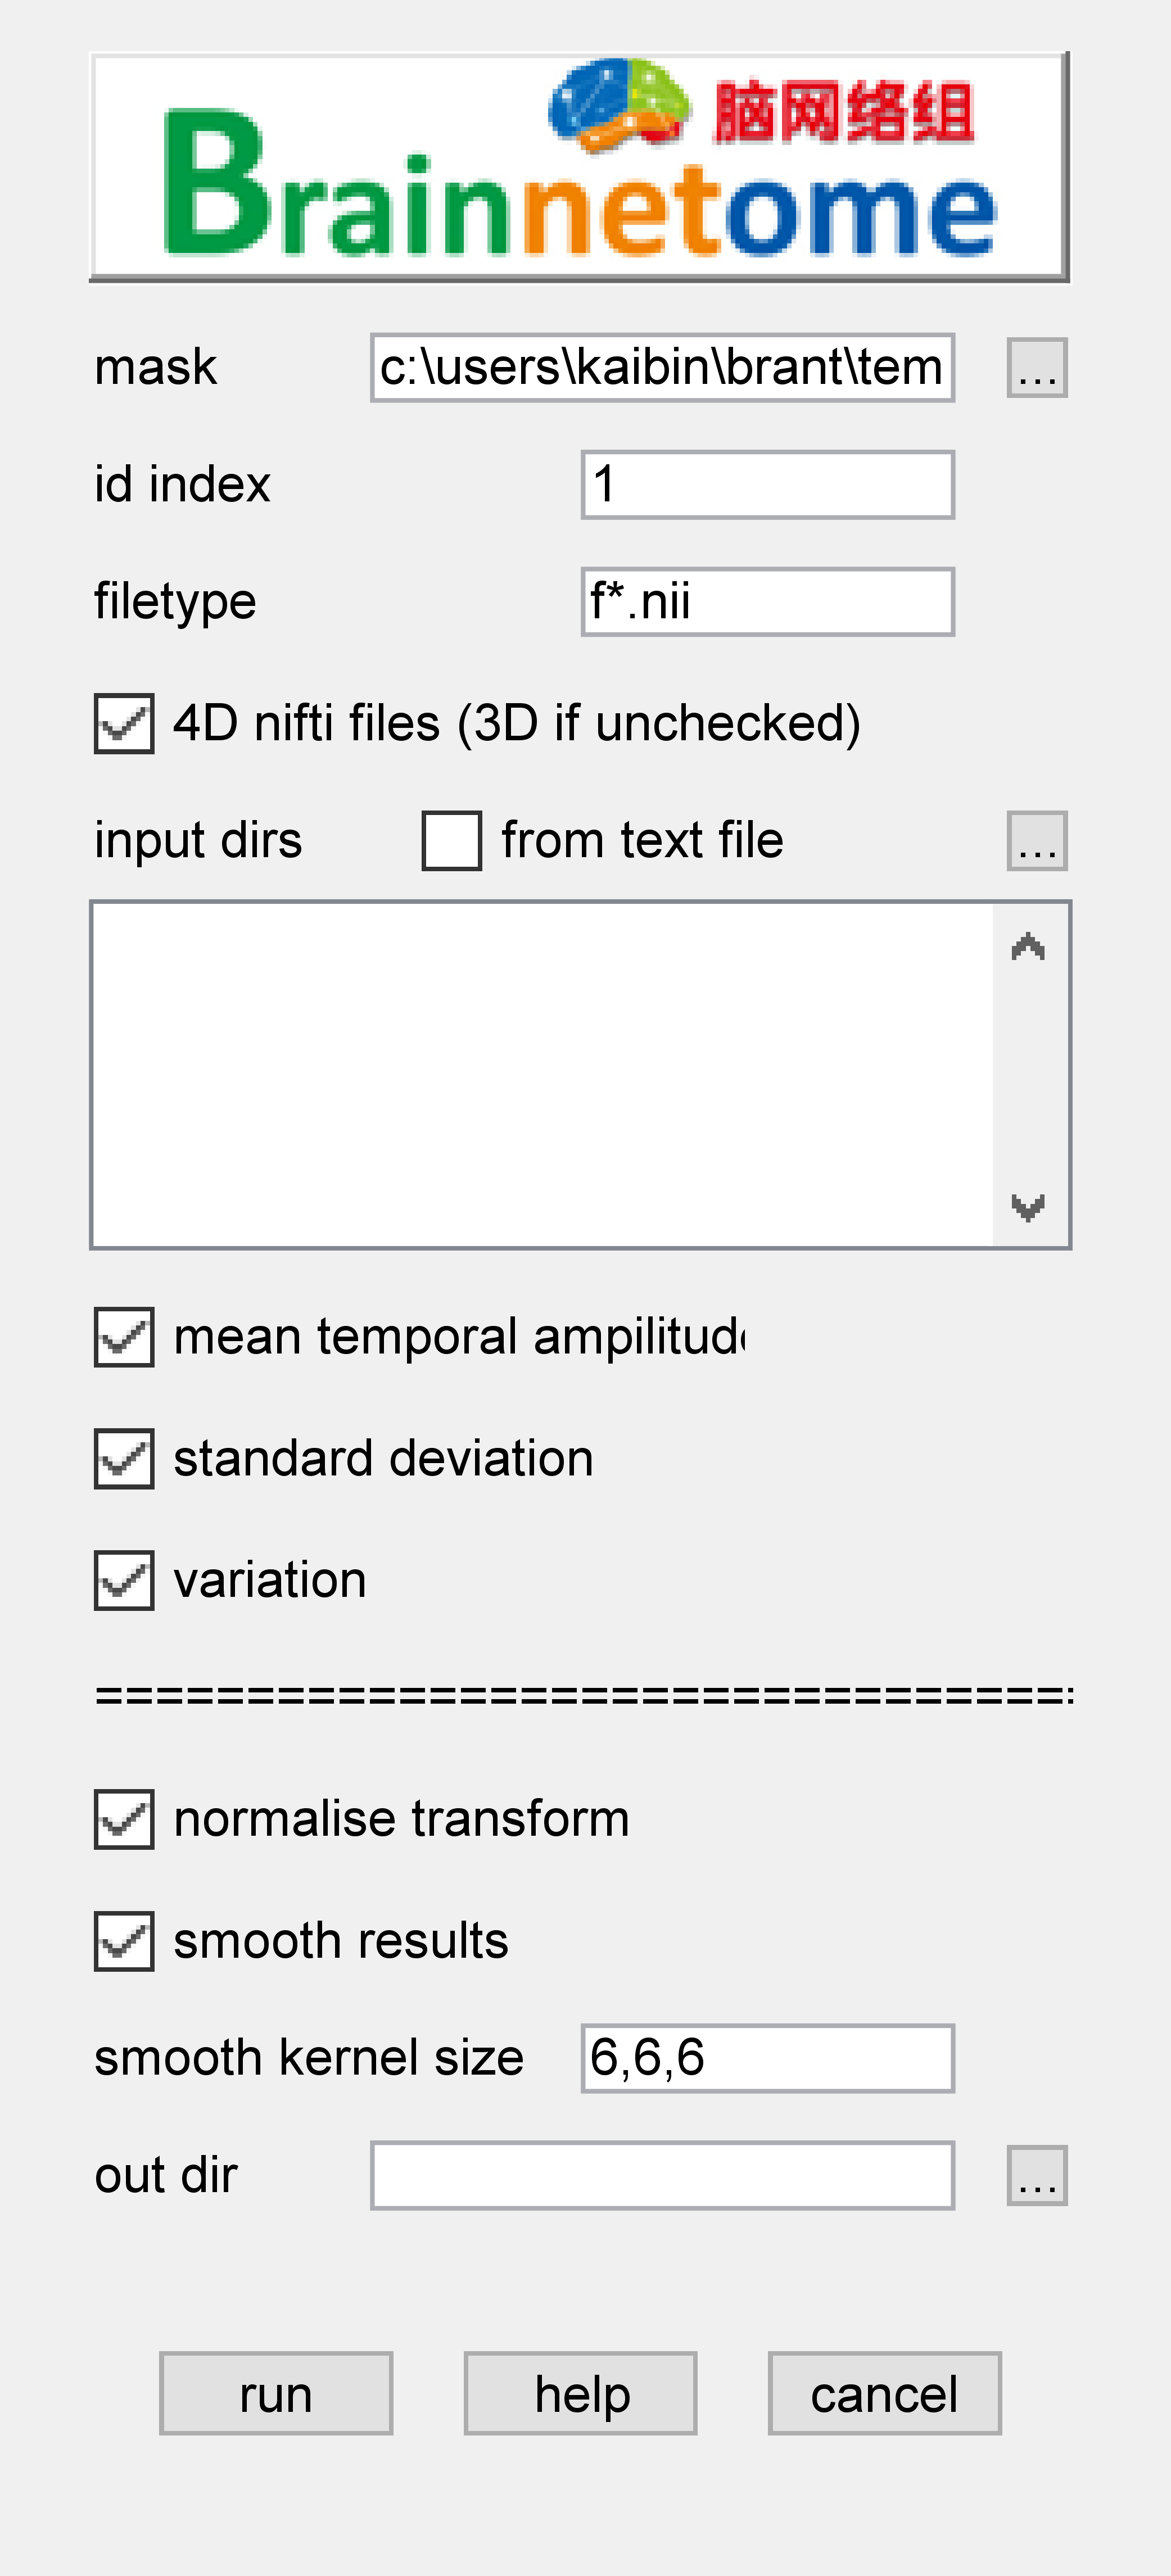 脑网络组
Brainnetome
mask c:\users\kaibin\brant\tem ...
id index 1
filetype f*.nii
4D nifti files (3D if unchecked)
input dirs from text file ...
mean temporal ampilitud
standard deviation
variation
=================================
normalise transform
smooth results
smooth kernel size 6,6,6
out dir ...
run help cancel